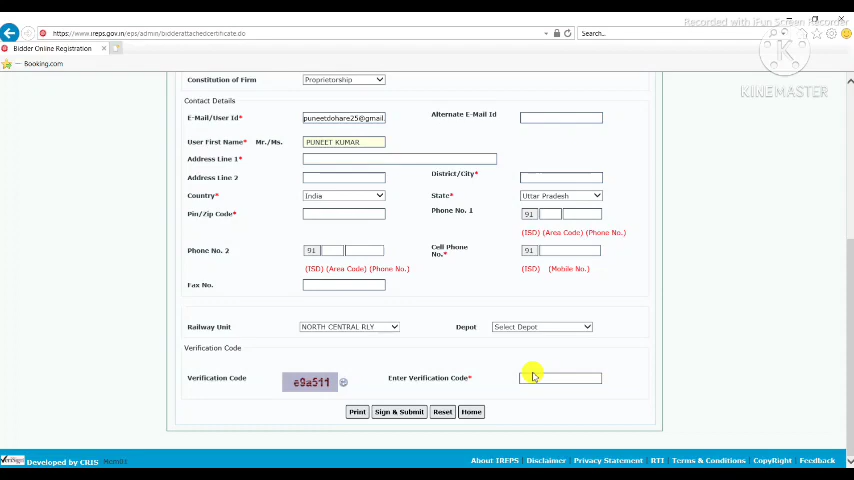 Recorded with iFun Screen Recorder
https://www.ireps.gov.in/eps/admin/bidderattachedcertificate.do
Search...
Bidder Online Registration
Booking.com
K
KINEMASTER
Constitution of Firm Proprietorship
Contact Details
E-Mail/User Id* puneetdohare25@gmail. Alternate E-Mail Id
User First Name* Mr./Ms. PUNEET KUMAR
Address Line 1*
Address Line 2 District/City*
Country* India State* Uttar Pradesh
Pin/Zip Code* Phone No. 1 91
(ISD) (Area Code) (Phone No.)
Phone No. 2 91 Cell Phone No.* 91
(ISD) (Area Code) (Phone No.) (ISD) (Mobile No.)
Fax No.
Railway Unit NORTH CENTRAL RLY Depot Select Depot
Verification Code
Verification Code e9a511 Enter Verification Code*
Print Sign & Submit Reset Home
Developed by CRIS About IREPS Disclaimer Privacy Statement RTI Terms & Conditions CopyRight Feedback